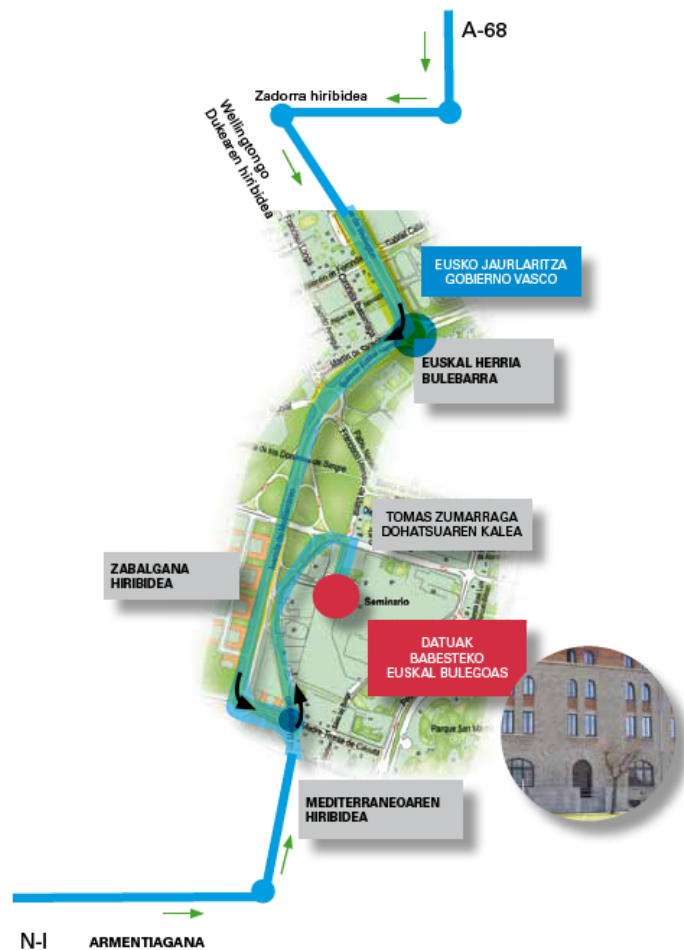 A-68
Zadorra hiribidea
Wellingtongo
Dukearen hiribidea
EUSKO JAURLARITZA
GOBIERNO VASCO
EUSKAL HERRIA
BULEBARRA
TOMAS ZUMARRAGA
DOHATSUAREN KALEA
ZABALGANA
HIRIBIDEA
Seminario
DATUAK
BABESTEKO
EUSKAL BULEGOAS
Parque San
MEDITERRANEOAREN
HIRIBIDEA
N-I
ARMENTIAGANA